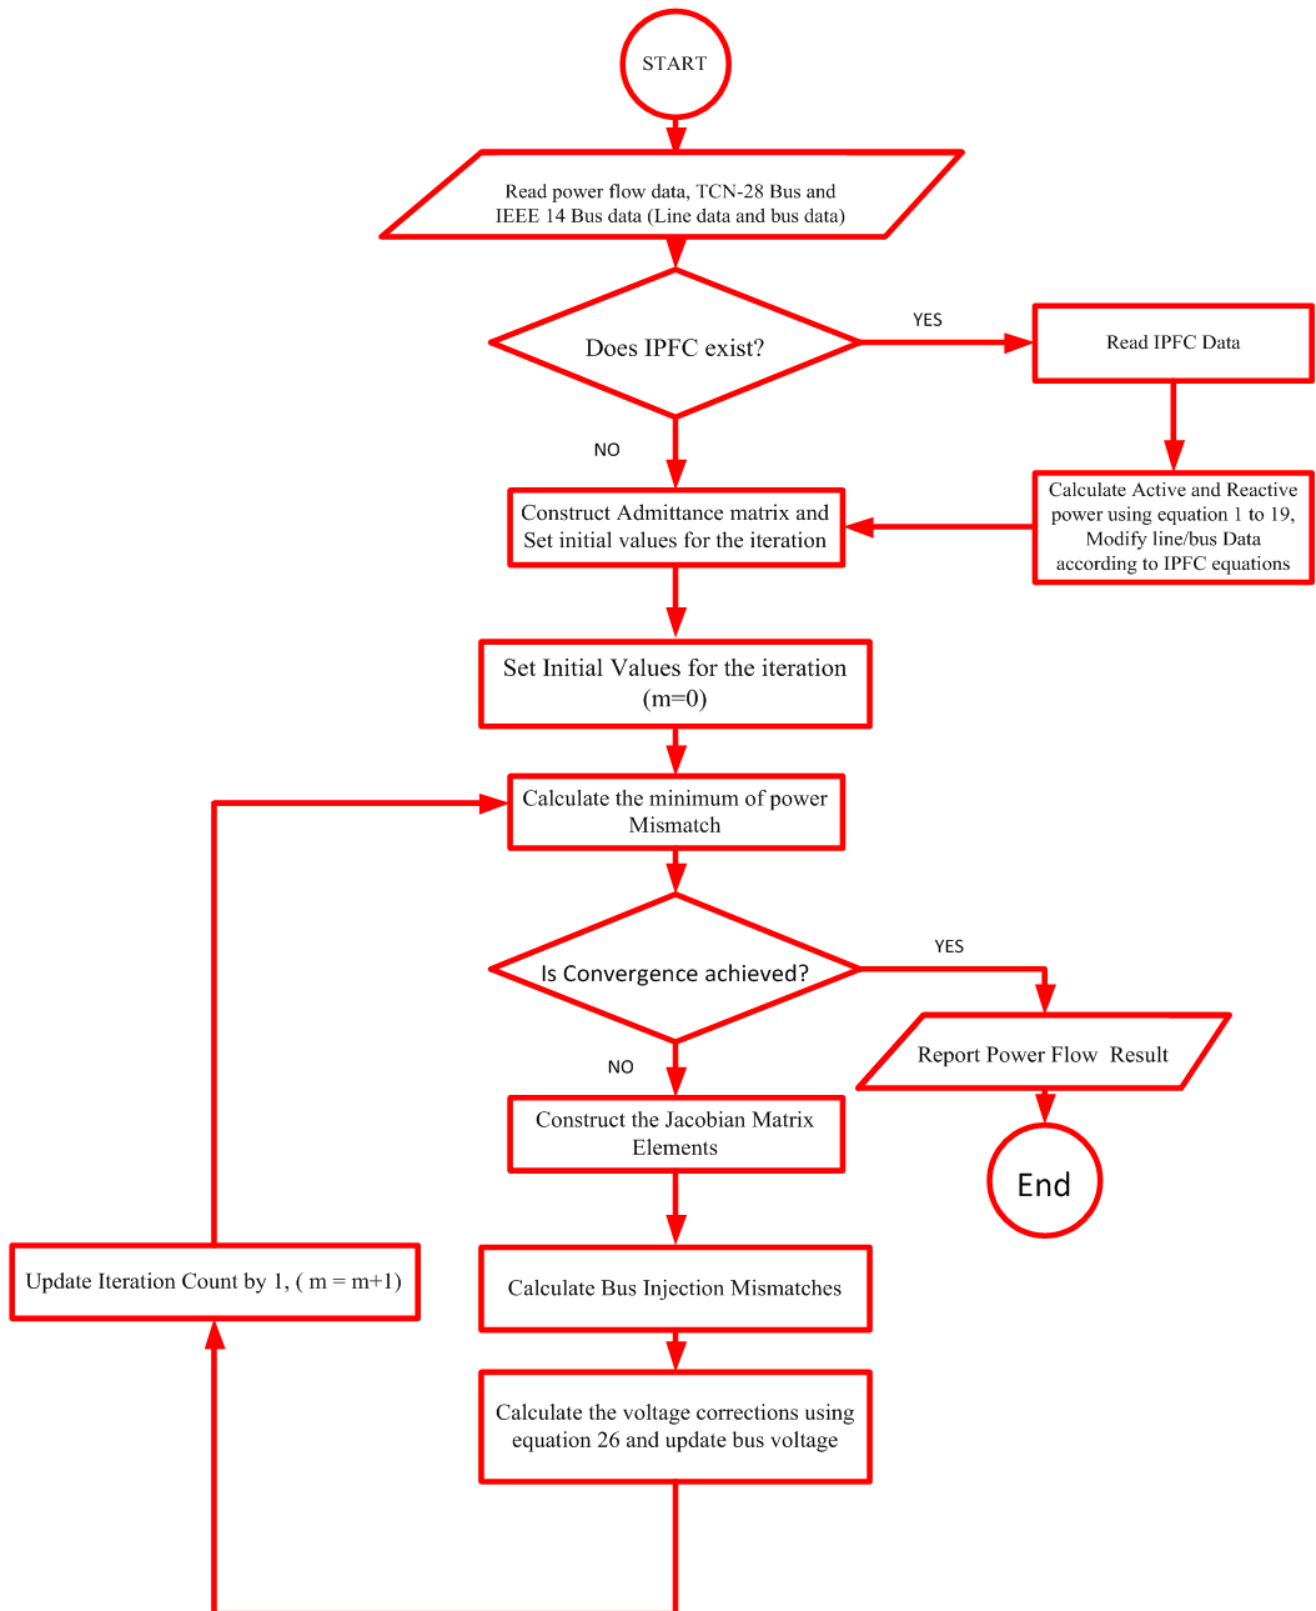 START
Read power flow data, TCN-28 Bus and
IEEE 14 Bus data (Line data and bus data)
Does IPFC exist?
YES
Read IPFC Data
NO
Calculate Active and Reactive
power using equation 1 to 19,
Modify line/bus Data
according to IPFC equations
Construct Admittance matrix and
Set initial values for the iteration
Set Initial Values for the iteration
(m=0)
Calculate the minimum of power
Mismatch
Is Convergence achieved?
YES
Report Power Flow Result
End
NO
Construct the Jacobian Matrix
Elements
Calculate Bus Injection Mismatches
Calculate the voltage corrections using
equation 26 and update bus voltage
Update Iteration Count by 1, ( m = m+1)